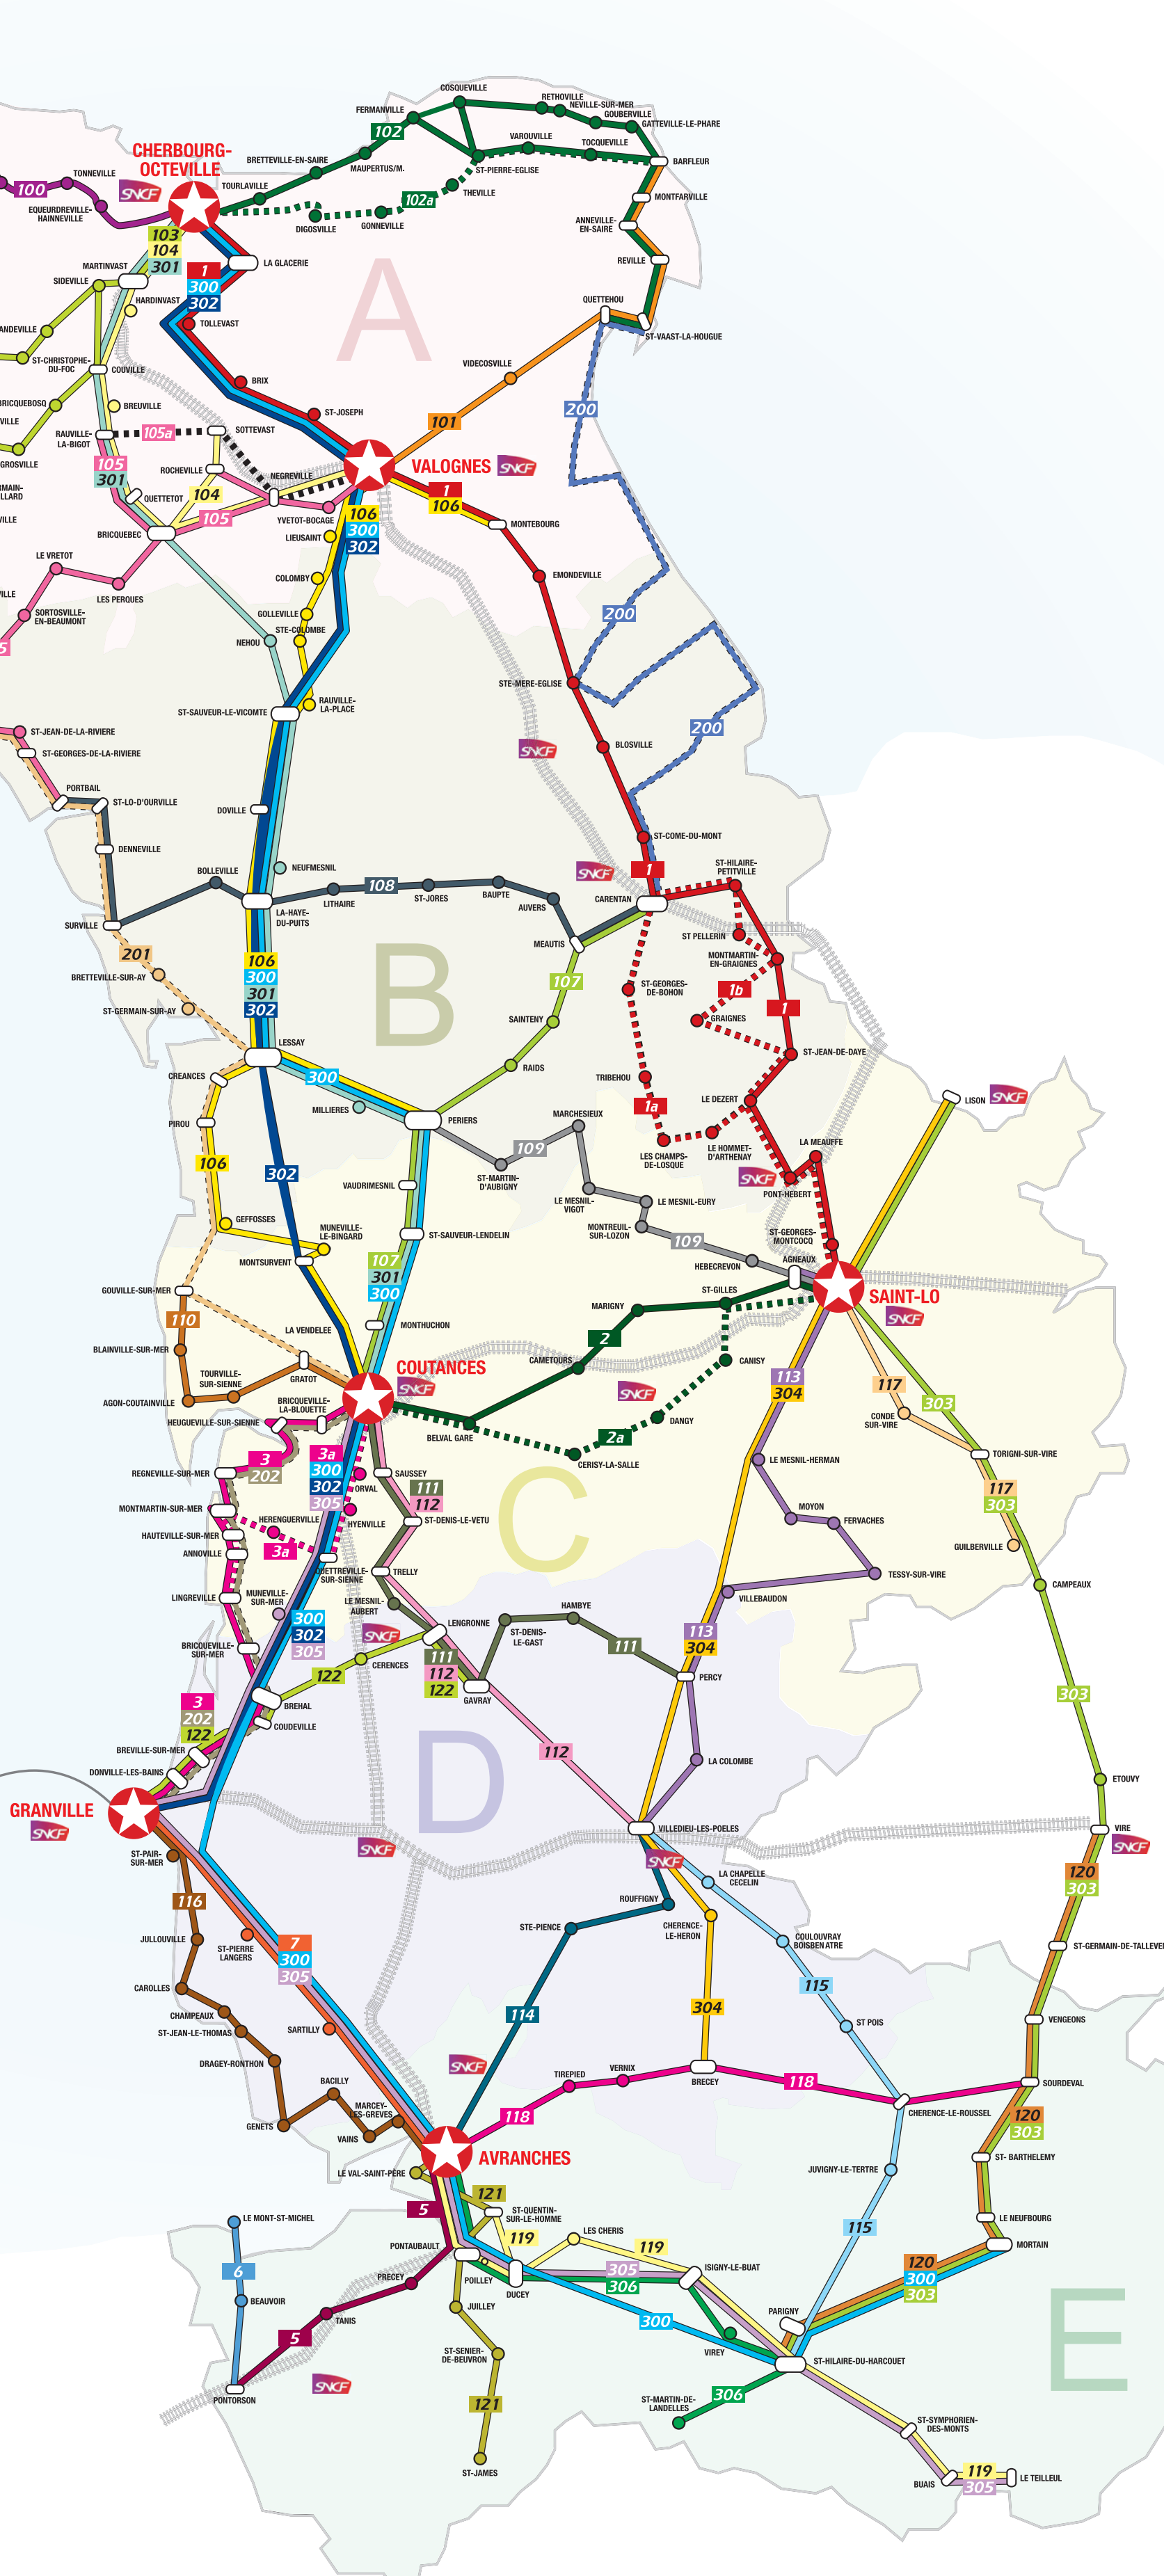 COSQUEVILLE
RETHOVILLE
NEVILLE-SUR-MER
GOUBERVILLE
GATTEVILLE-LE-PHARE
FERMANVILLE
102
VAROUVILLE
TOCQUEVILLE
BARFLEUR
CHERBOURG-
OCTEVILLE
BRETTEVILLE-EN-SAIRE
MAUPERTUS/M.
ST-PIERRE-EGLISE
TONNEVILLE
100
SNCF
TOURLAVILLE
102a
THEVILLE
MONTFARVILLE
EQUEURDREVILLE-
HAINNEVILLE
DIGOSVILLE
GONNEVILLE
ANNEVILLE-
EN-SAIRE
103
104
301
MARTINVAST
LA GLACERIE
REVILLE
SIDEVILLE
1
300
302
HARDINVAST
A
QUETTEHOU
ANDEVILLE
TOLLEVAST
ST-VAAST-LA-HOUGUE
ST-CHRISTOPHE-
DU-FOC
COUVILLE
VIDECOSVILLE
BRIX
BRICQUEBOSQ
BREUVILLE
ST-JOSEPH
200
101
VILLE
RAUVILLE-
LA-BIGOT
105a
SOTTEVAST
GROSVILLE
105
301
ROCHEVILLE
NEGREVILLE
VALOGNES
SNCF
RMAIN-
LLARD
QUETTETOT
104
1
106
VILLE
105
YVETOT-BOCAGE
106
300
302
MONTEBOURG
BRICQUEBEC
LIEUSAINT
LE VRETOT
EMONDEVILLE
COLOMBY
VILLE
LES PERQUES
SORTOSVILLE-
EN-BEAUMONT
GOLLEVILLE
200
STE-COLOMBE
NEHOU
5
STE-MERE-EGLISE
RAUVILLE-
LA-PLACE
ST-SAUVEUR-LE-VICOMTE
200
ST-JEAN-DE-LA-RIVIERE
SNCF
BLOSVILLE
ST-GEORGES-DE-LA-RIVIERE
PORTBAIL
ST-LO-D'OURVILLE
DOVILLE
ST-COME-DU-MONT
DENNEVILLE
BOLLEVILLE
NEUFMESNIL
SNCF
1
ST-HILAIRE-
PETITVILLE
108
LITHAIRE
ST-JORES
BAUPTE
AUVERS
CARENTAN
SURVILLE
LA-HAYE-
DU-PUITS
ST PELLERIN
201
B
MEAUTIS
MONTMARTIN-
EN-GRAIGNES
106
300
301
302
BRETTEVILLE-SUR-AY
107
ST-GEORGES-
DE-BOHON
1b
1
ST-GERMAIN-SUR-AY
SAINTENY
GRAIGNES
LESSAY
ST-JEAN-DE-DAYE
CREANCES
300
RAIDS
TRIBEHOU
MILLIERES
1a
LE DEZERT
LISON
SNCF
PIROU
PERIERS
MARCHESIEUX
LE HOMMET-
D'ARTHENAY
LA MEAUFFE
109
LES CHAMPS-
DE-LOSQUE
106
302
ST-MARTIN-
D'AUBIGNY
SNCF
VAUDRIMESNIL
LE MESNIL-
VIGOT
LE MESNIL-EURY
PONT-HEBERT
GEFFOSSES
MUNEVILLE-
LE-BINGARD
ST-SAUVEUR-LENDELIN
MONTREUIL-
SUR-LOZON
109
ST-GEORGES-
MONTCOCQ
MONTSURVENT
107
301
300
HEBECREVON
AGNEAUX
GOUVILLE-SUR-MER
ST-GILLES
SAINT-LO
SNCF
110
LA VENDELEE
MONTHUCHON
MARIGNY
BLAINVILLE-SUR-MER
2
COUTANCES
SNCF
CAMETOURS
CANISY
TOURVILLE-
SUR-SIENNE
GRATOT
SNCF
113
304
117
AGON-COUTAINVILLE
BRICQUEVILLE-
LA-BLOUETTE
303
HEUGUEVILLE-SUR-SIENNE
BELVAL GARE
DANGY
CONDE
SUR-VIRE
2a
3
202
3a
300
302
305
CERISY-LA-SALLE
TORIGNI-SUR-VIRE
REGNEVILLE-SUR-MER
SAUSSEY
C
LE MESNIL-HERMAN
ORVAL
111
112
117
303
MONTMARTIN-SUR-MER
HERENGUERVILLE
HYENVILLE
ST-DENIS-LE-VETU
MOYON
FERVACHES
HAUTEVILLE-SUR-MER
3a
GUILBERVILLE
ANNOVILLE
QUETTREVILLE-
SUR-SIENNE
TRELLY
TESSY-SUR-VIRE
CAMPEAUX
LINGREVILLE
MUNEVILLE-
SUR-MER
LE MESNIL-
AUBERT
VILLEBAUDON
300
302
305
HAMBYE
LENGRONNE
ST-DENIS-
LE-GAST
SNCF
111
113
304
BRICQUEVILLE-
SUR-MER
122
CERENCES
111
112
122
PERCY
GAVRAY
303
3
202
122
BREHAL
COUDEVILLE
D
112
BREVILLE-SUR-MER
LA COLOMBE
DONVILLE-LES-BAINS
ETOUVY
GRANVILLE
SNCF
VILLEDIEU-LES-POELES
VIRE
SNCF
SNCF
SNCF
ST-PAIR-
SUR-MER
LA CHAPELLE
CECELIN
120
303
116
ROUFFIGNY
STE-PIENCE
CHERENCE-
LE-HERON
JULLOUVILLE
ST-PIERRE
LANGERS
7
300
305
COULOUVRAY
BOISBENATRE
ST-GERMAIN-DE-TALLEVEN
CAROLLES
115
114
304
CHAMPEAUX
SARTILLY
ST POIS
VENGEONS
ST-JEAN-LE-THOMAS
SNCF
DRAGEY-RONTHON
TIREPIED
VERNIX
BRECEY
118
SOURDEVAL
BACILLY
118
CHERENCE-LE-ROUSSEL
120
303
MARCEY-
LES-GREVES
GENETS
VAINS
AVRANCHES
ST- BARTHELEMY
LE VAL-SAINT-PÈRE
JUVIGNY-LE-TERTRE
121
5
ST-QUENTIN-
SUR-LE-HOMME
LE MONT-ST-MICHEL
LE NEUFBOURG
119
LES CHERIS
115
PONTAUBAULT
119
MORTAIN
6
PRECEY
POILLEY
305
306
ISIGNY-LE-BUAT
120
300
303
DUCEY
BEAUVOIR
JUILLEY
TANIS
300
PARIGNY
E
5
ST-SENIER-
DE-BEUVRON
VIREY
ST-HILAIRE-DU-HARCOUET
SNCF
PONTORSON
121
ST-MARTIN-DE-
LANDELLES
306
ST-SYMPHORIEN-
DES-MONTS
ST-JAMES
BUAIS
119
305
LE TEILLEUL